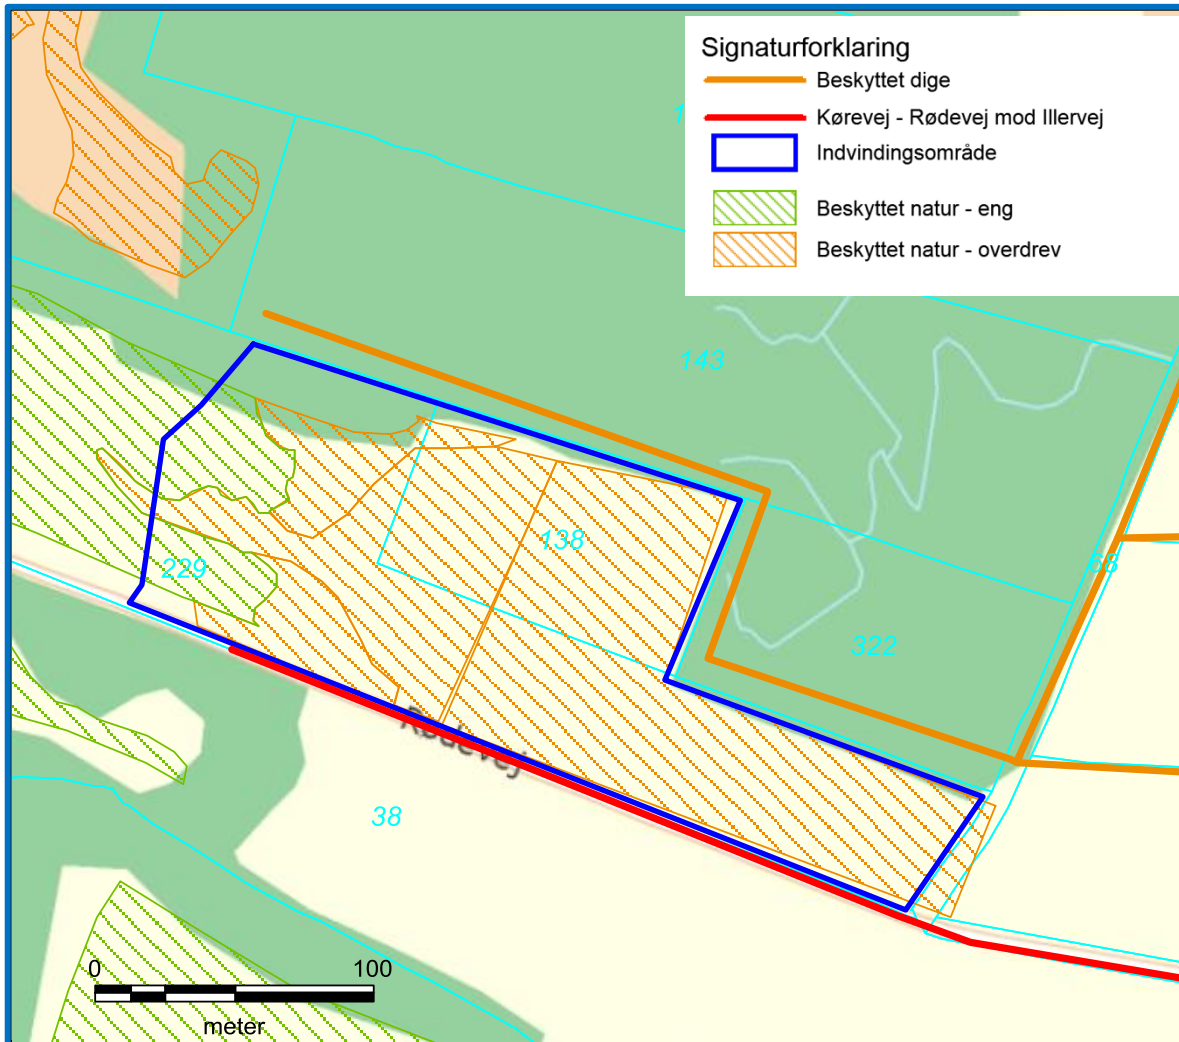 Signaturforklaring
Beskyttet dige
Kørevej - Rødevej mod Illervej
Indvindingsområde
Beskyttet natur - eng
Beskyttet natur - overdrev
143
138
68
229
322
Rødevej
38
0 100
meter